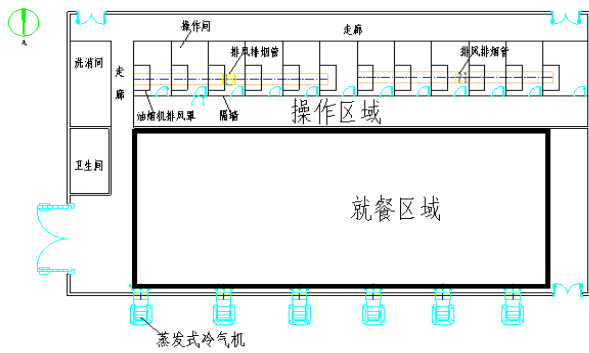 操作间
走廊
洗消间
走廊
排风排烟管
排风排烟管
油烟机排风罩
隔墙
操作区域
卫生间
就餐区域
蒸发式冷气机